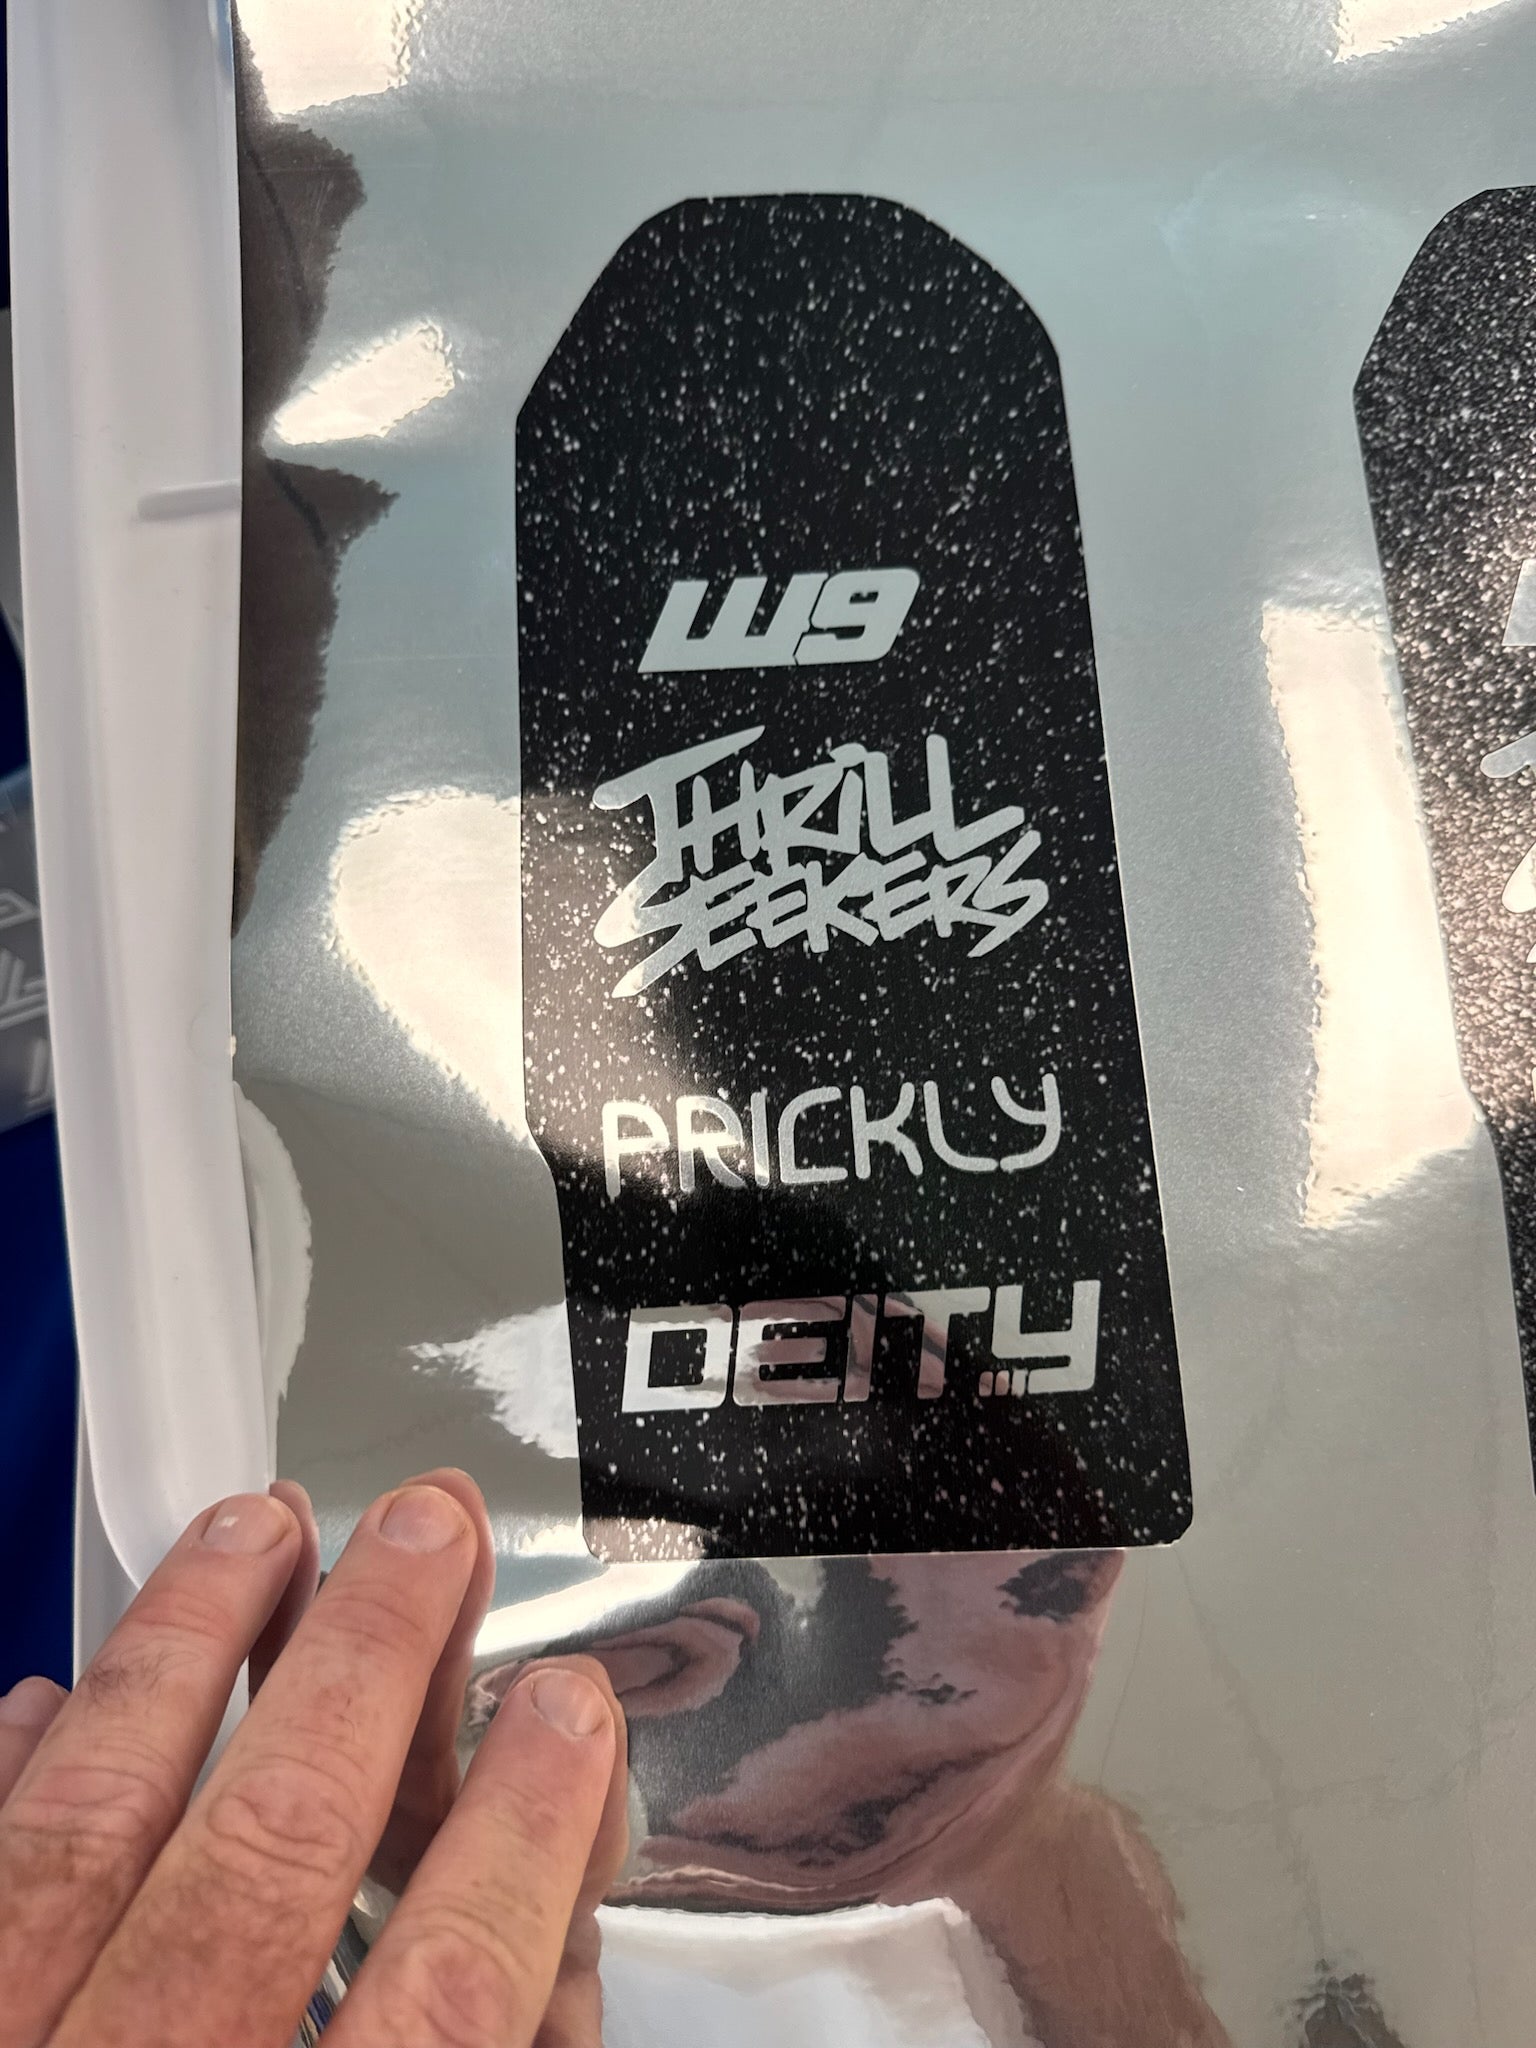 W9
THRILL
SEEKERS
PRICKLY
DEITY